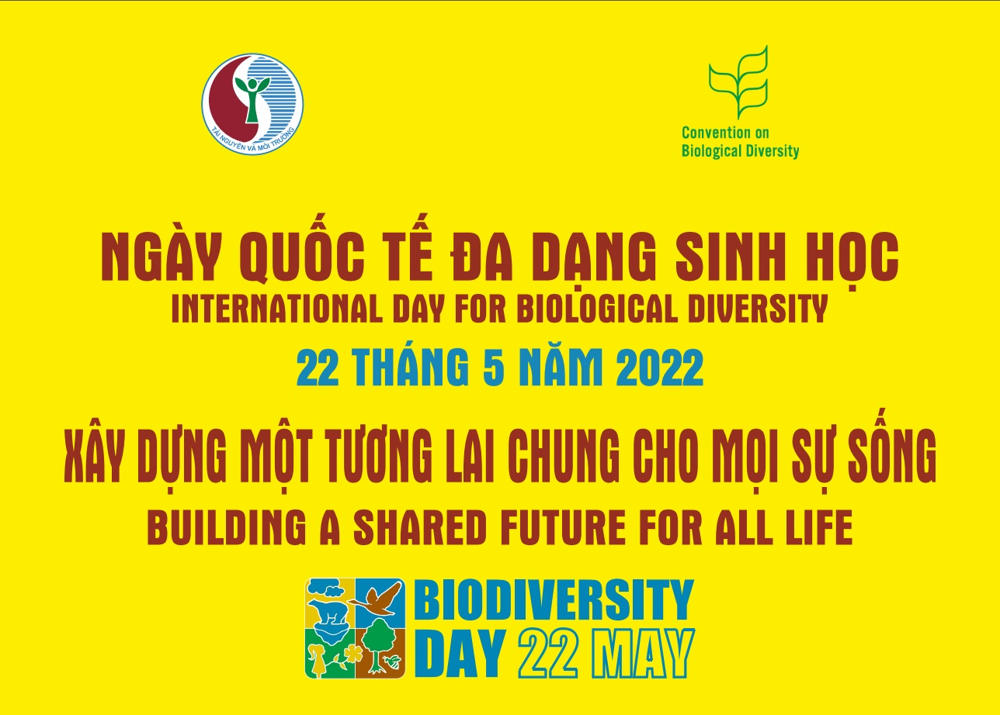 TÀI NGUYÊN VÀ MÔI TRƯỜNG
Convention on
Biological Diversity
NGÀY QUỐC TẾ ĐA DẠNG SINH HỌC
INTERNATIONAL DAY FOR BIOLOGICAL DIVERSITY
22 THÁNG 5 NĂM 2022
XÂY DỰNG MỘT TƯƠNG LAI CHUNG CHO MỌI SỰ SỐNG
BUILDING A SHARED FUTURE FOR ALL LIFE
BIODIVERSITY
DAY 22 MAY